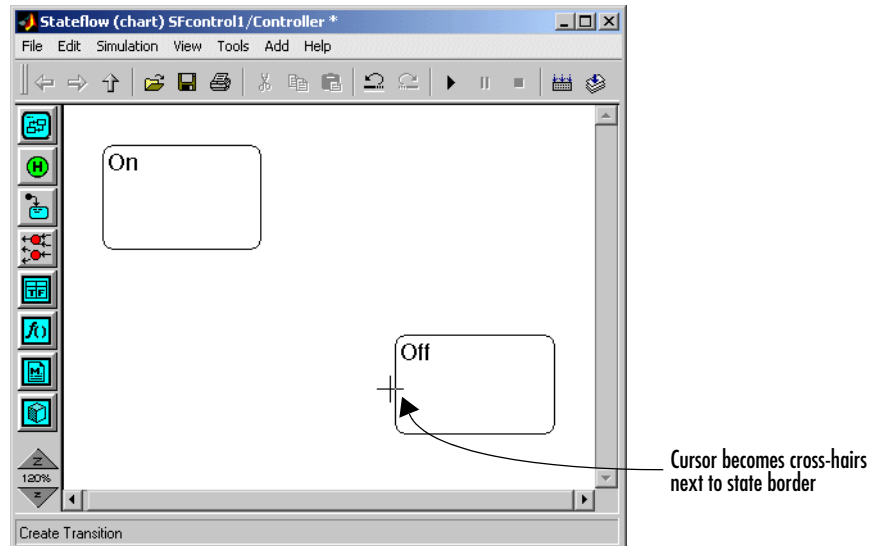 Stateflow (chart) SFcontrol1/Controller *
File Edit Simulation View Tools Add Help
On
H
TF
f()
M
Off
Z
120%
Z
Cursor becomes cross-hairs
next to state border
Create Transition